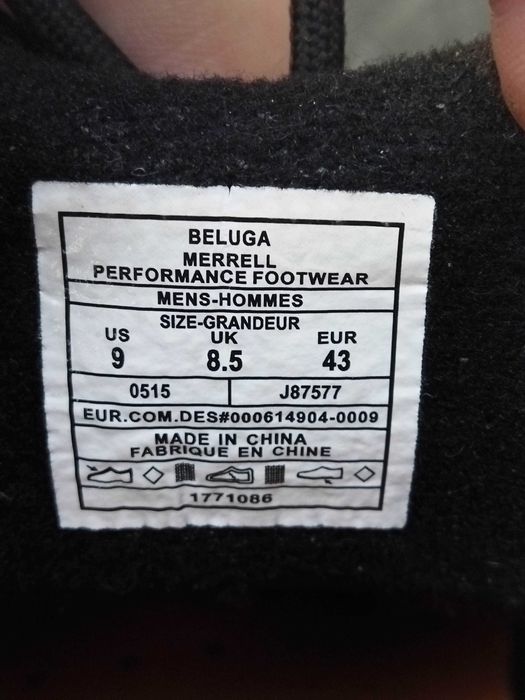 BELUGA
MERRELL
PERFORMANCE FOOTWEAR
MENS-HOMMES
SIZE-GRANDEUR
US UK EUR
9 8.5 43
0515 J87577
EUR.COM.DES#000614904-0009
MADE IN CHINA
FABRIQUE EN CHINE
1771086